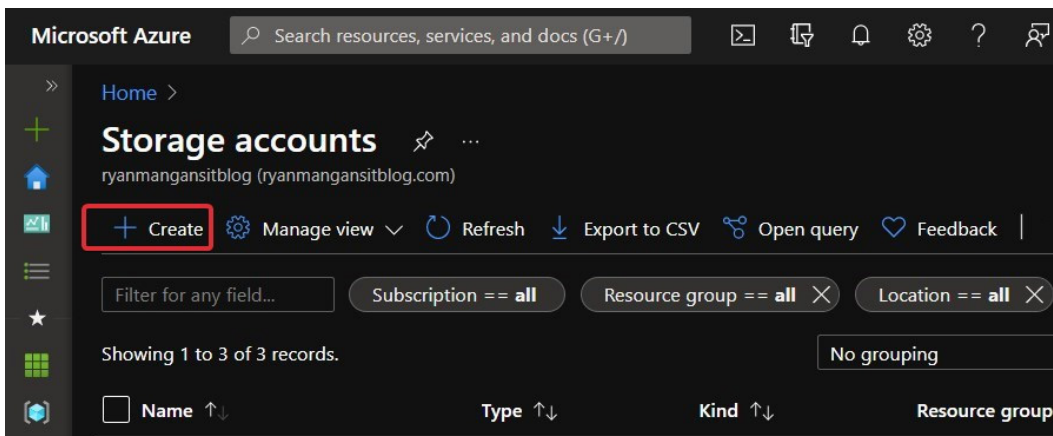 Microsoft Azure Search resources, services, and docs (G+/)
Home >
Storage accounts ...
ryanmangansitblog (ryanmangansitblog.com)
+ Create Manage view Refresh Export to CSV Open query Feedback
Filter for any field... Subscription == all Resource group == all Location == all
Showing 1 to 3 of 3 records. No grouping
Name ↑↓ Type ↑↓ Kind ↑↓ Resource group